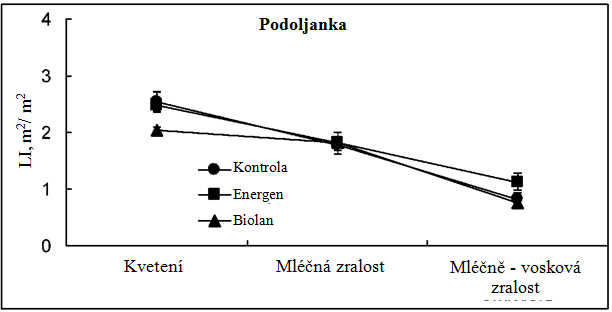 Podoljanka
4
3
2
1
0
LI, m²/ m²
Kontrola
Energen
Biolan
Kvetení
Mléčná zralost
Mléčně - vosková
zralost